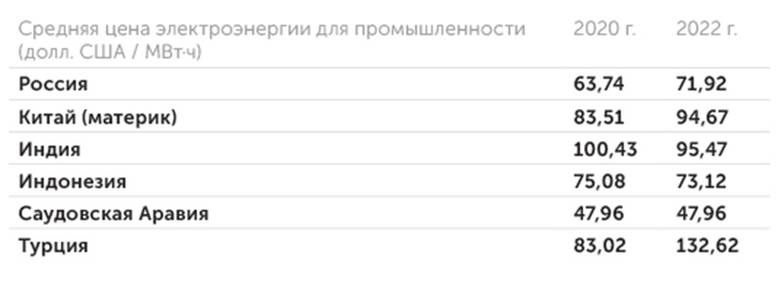 Средняя цена электроэнергии для промышленности 2020 г. 2022 г.
(долл. США / МВт·ч)
Россия 63,74 71,92
Китай (материк) 83,51 94,67
Индия 100,43 95,47
Индонезия 75,08 73,12
Саудовская Аравия 47,96 47,96
Турция 83,02 132,62